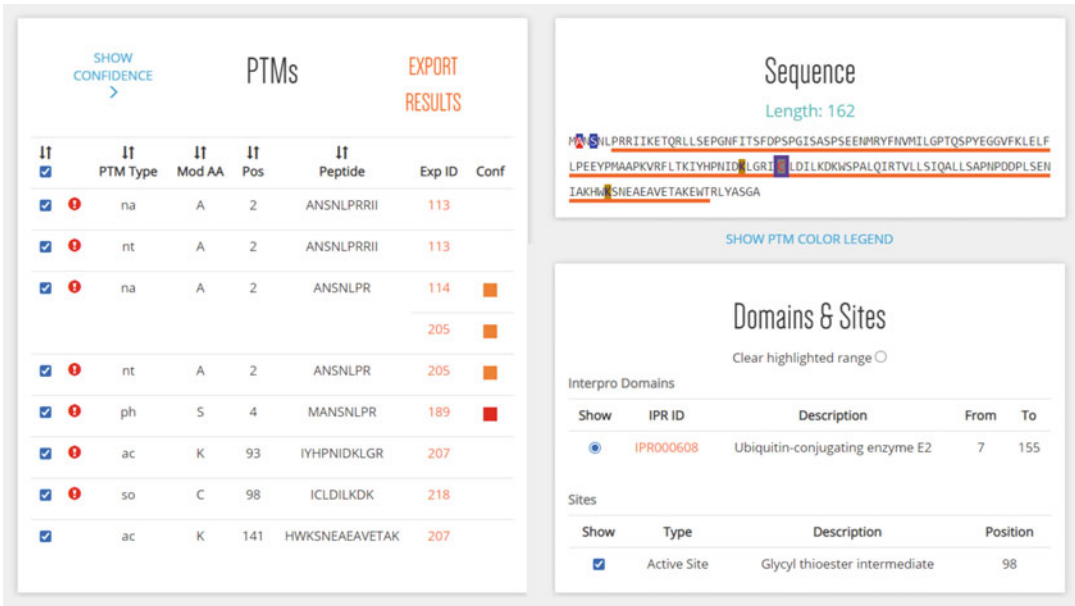 SHOW
CONFIDENCE
>
PTMs
EXPORT
RESULTS
PTM Type Mod AA Pos Peptide Exp ID Conf
na A 2 ANSNLPRRII 113
nt A 2 ANSNLPRRII 113
na A 2 ANSNLPR 114
205
nt A 2 ANSNLPR 205
ph S 4 MANSNLPR 189
ac K 93 IYHPNIDKLGR 207
so C 98 ICLDILKDK 218
ac K 141 HWKSNEAEAVETAK 207
Sequence
Length: 162
MANSNLPRRIIKETQRLLSEPGNFITSFDPSPGISASPSEENMRYFNVMILGPTQSPYEGGVFKLELF
LPEEYPMAAPKVRFLTKIYHPNIDKLGRICLDILKDKWSPALQIRTVLLSIQALLSAPNPDDPLSEN
IAKHWKSNEAEAVETAKEWTRLYASGA
SHOW PTM COLOR LEGEND
Domains & Sites
Clear highlighted range
Interpro Domains
Show IPR ID Description From To
IPR000608 Ubiquitin-conjugating enzyme E2 7 155
Sites
Show Type Description Position
Active Site Glycyl thioester intermediate 98